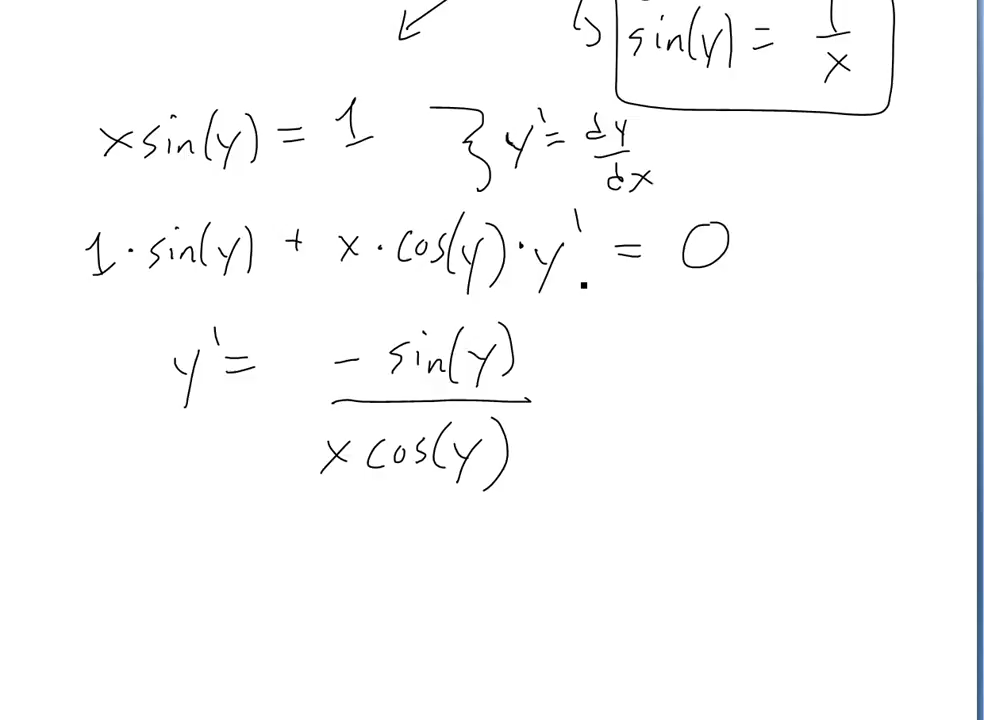 sin(y) = 1/x
x sin(y) = 1 } y' = dy/dx
1 · sin(y) + x · cos(y) · y' = 0
y' = - sin(y) / x cos(y)